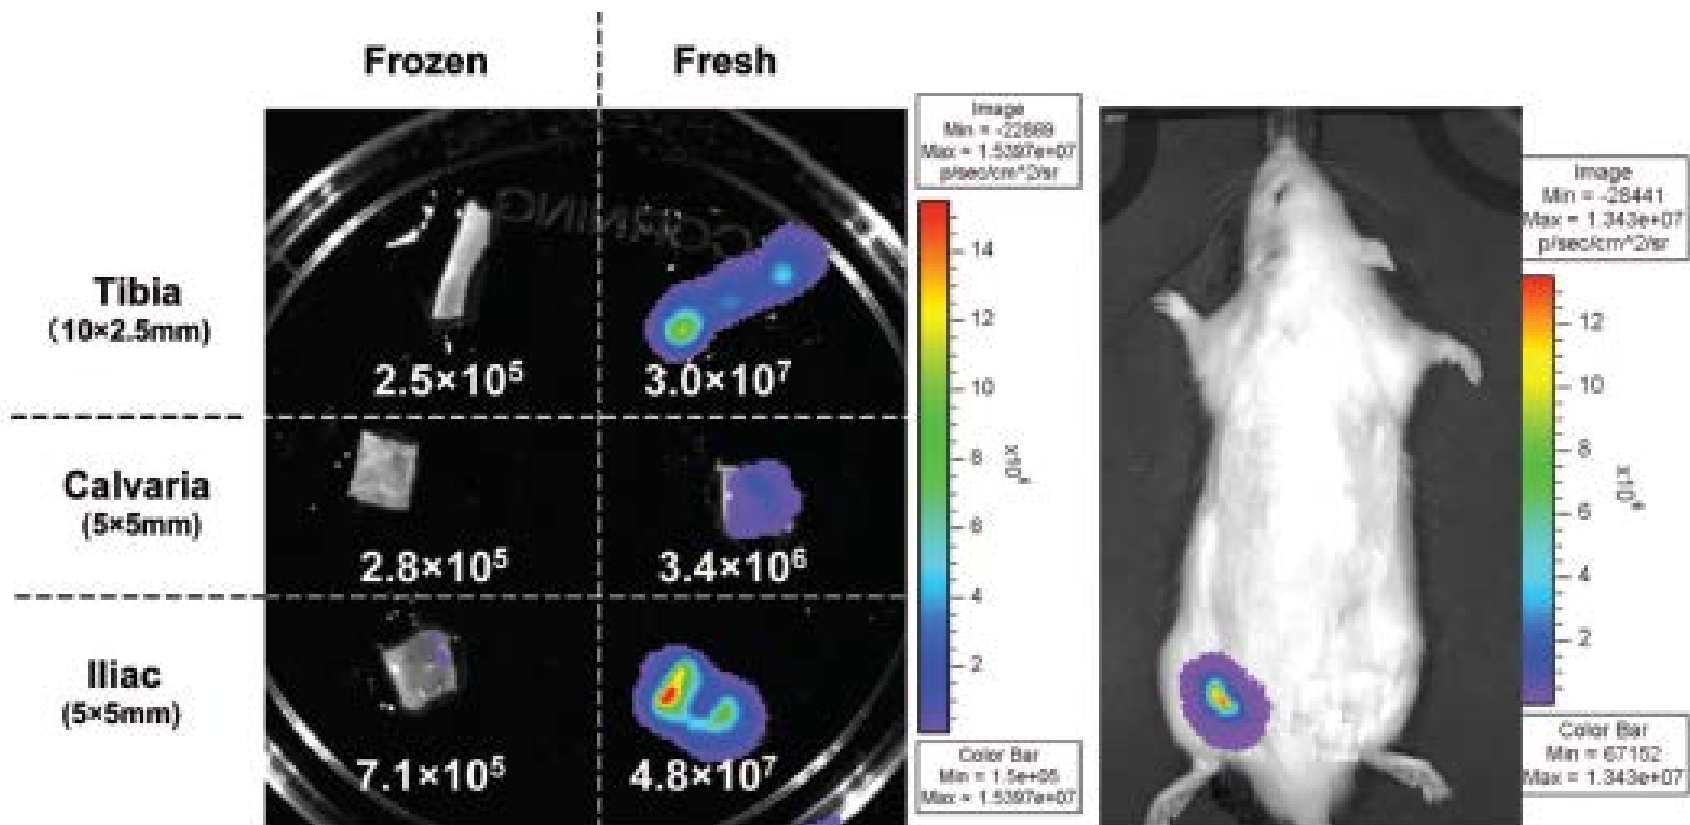 Frozen
Fresh
Tibia
(10×2.5mm)
2.5×10⁵
3.0×10⁷
Calvaria
(5×5mm)
2.8×10⁵
3.4×10⁶
Iliac
(5×5mm)
7.1×10⁵
4.8×10⁷
CORNING
Image
Min = -22889
Max = 1.5397e+07
p/sec/cm^2/sr
14
12
10
8
6
4
2
Color Bar
Min = 1.5e+05
Max = 1.5397e+07
Image
Min = -28441
Max = 1.343e+07
p/sec/cm^2/sr
12
10
8
6
4
2
Color Bar
Min = 67152
Max = 1.343e+07